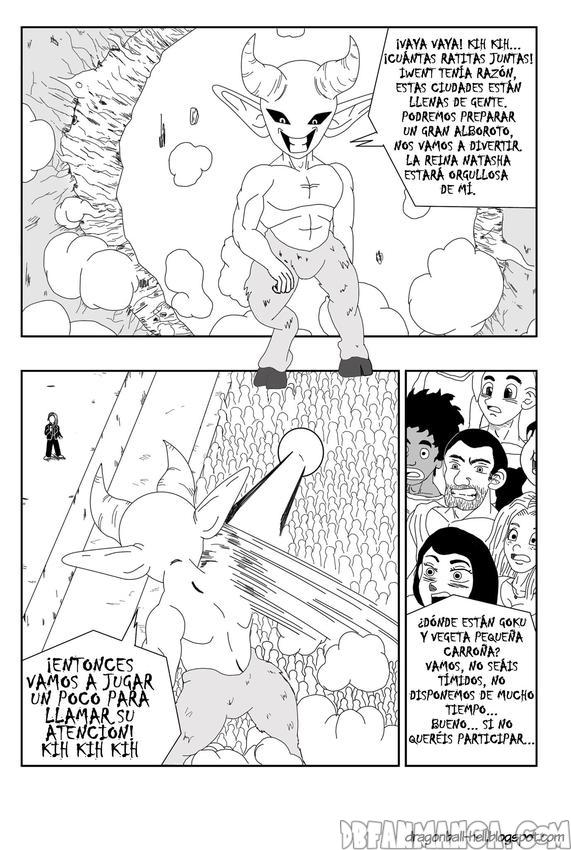 ¡VAYA VAYA! KIH KIH...
¡CUÁNTAS RATITAS JUNTAS!
IWENT TENÍA RAZÓN,
ESTAS CIUDADES ESTÁN
LLENAS DE GENTE.
PODREMOS PREPARAR
UN GRAN ALBOROTO,
NOS VAMOS A DIVERTIR.
LA REINA NATASHA
ESTARÁ ORGULLOSA
DE MÍ.
¿DÓNDE ESTÁN GOKU
Y VEGETA PEQUEÑA
CARROÑA?
VAMOS, NO SEÁIS
TÍMIDOS, NO
DISPONEMOS DE MUCHO
TIEMPO...
BUENO... SI NO
QUERÉIS PARTICIPAR...
¡ENTONCES
VAMOS A JUGAR
UN POCO PARA
LLAMAR SU
ATENCION!
KIH KIH KIH
dragonball-hell.blogspot.com
DBFANMANGA.COM